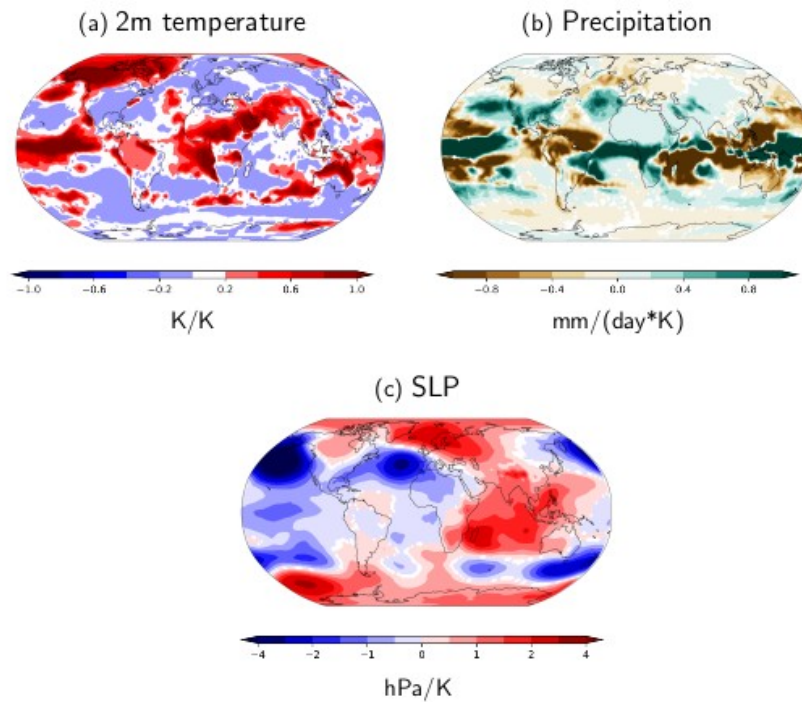 (a) 2m temperature
(b) Precipitation
−1.0 −0.6 −0.2 0.2 0.6 1.0
−0.8 −0.4 0.0 0.4 0.8
K/K
mm/(day*K)
(c) SLP
−4 −2 −1 0 1 2 4
hPa/K